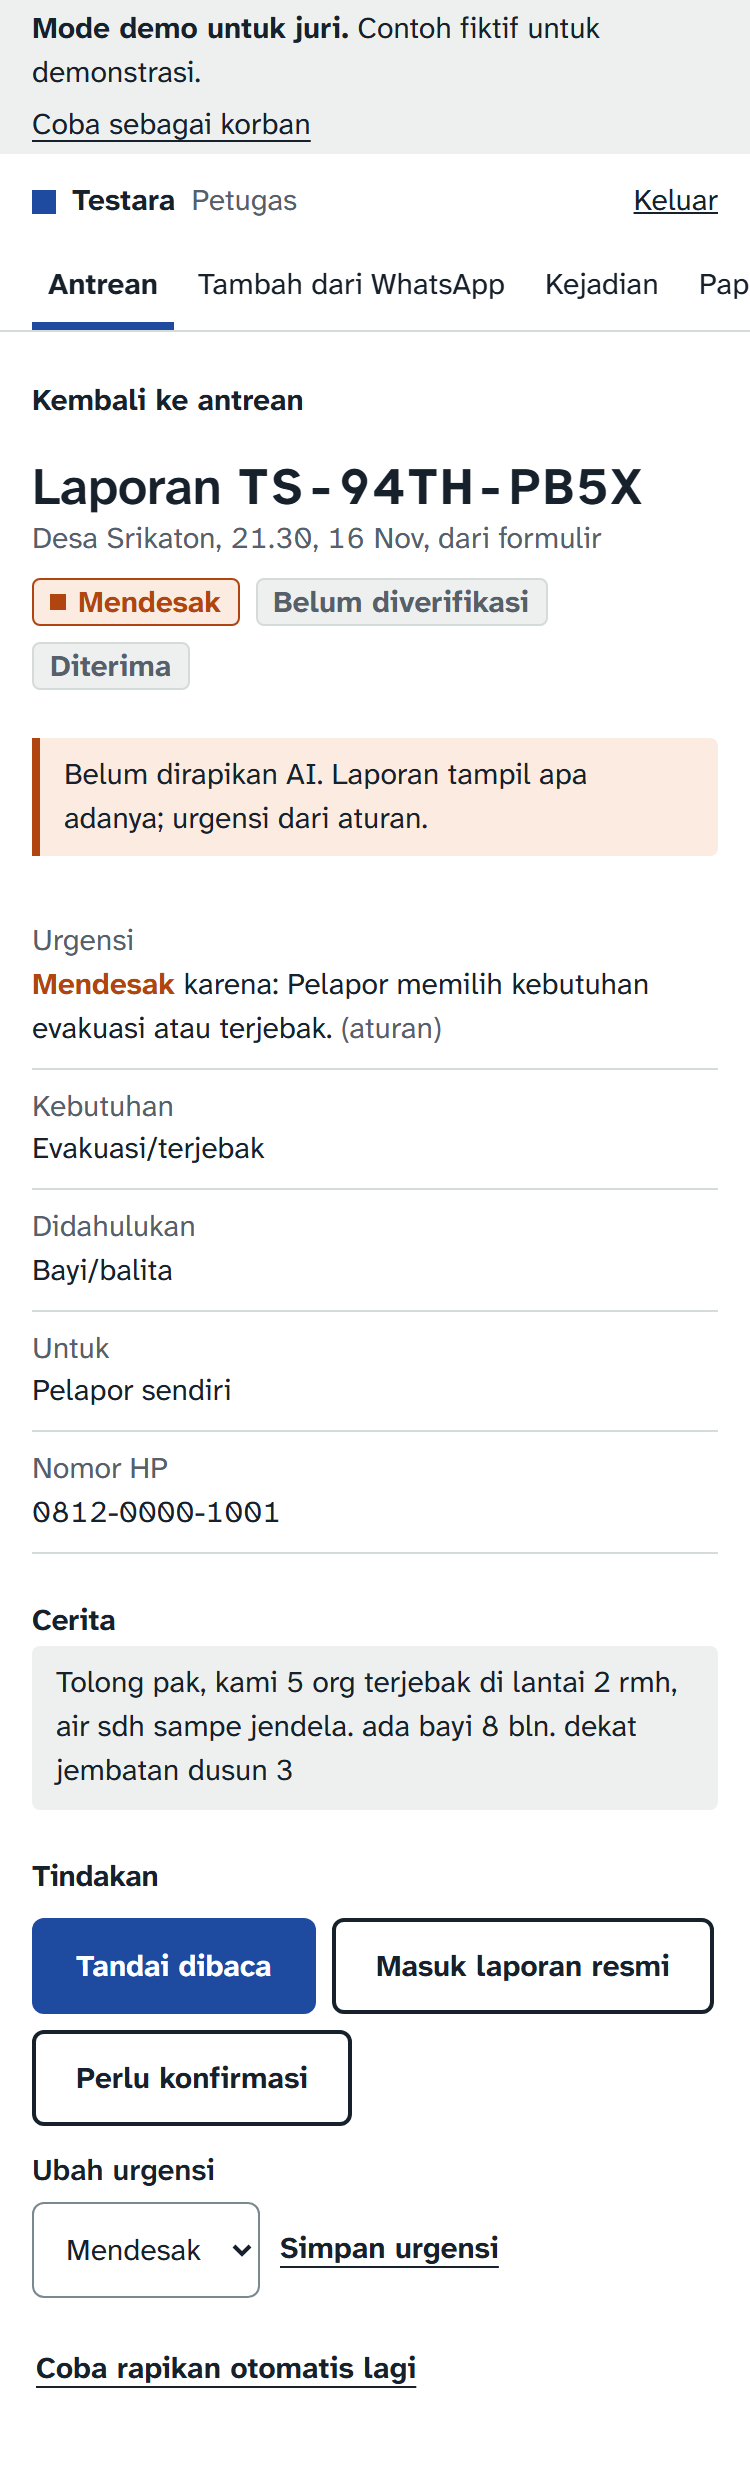 Mode demo untuk juri. Contoh fiktif untuk
demonstrasi.
Coba sebagai korban
Testara Petugas Keluar
Antrean Tambah dari WhatsApp Kejadian Pap
Kembali ke antrean
Laporan TS-94TH-PB5X
Desa Srikaton, 21.30, 16 Nov, dari formulir
Mendesak Belum diverifikasi
Diterima
Belum dirapikan AI. Laporan tampil apa
adanya; urgensi dari aturan.
Urgensi
Mendesak karena: Pelapor memilih kebutuhan
evakuasi atau terjebak. (aturan)
Kebutuhan
Evakuasi/terjebak
Didahulukan
Bayi/balita
Untuk
Pelapor sendiri
Nomor HP
0812-0000-1001
Cerita
Tolong pak, kami 5 org terjebak di lantai 2 rmh,
air sdh sampe jendela. ada bayi 8 bln. dekat
jembatan dusun 3
Tindakan
Tandai dibaca Masuk laporan resmi
Perlu konfirmasi
Ubah urgensi
Mendesak Simpan urgensi
Coba rapikan otomatis lagi